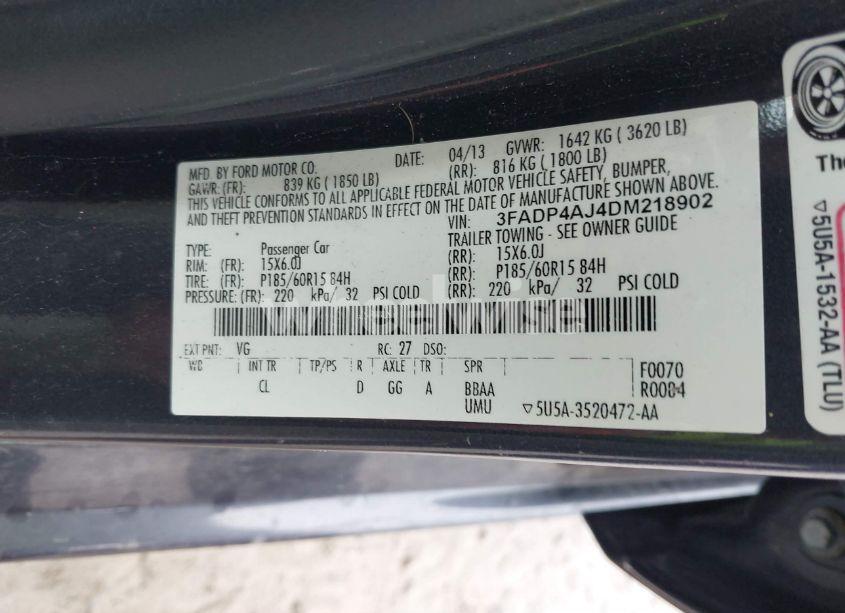 MFD. BY FORD MOTOR CO. DATE: 04/13 GVWR: 1642 KG ( 3620 LB)
GAWR: (FR): 839 KG ( 1850 LB) (RR): 816 KG ( 1800 LB)
THIS VEHICLE CONFORMS TO ALL APPLICABLE FEDERAL MOTOR VEHICLE SAFETY, BUMPER,
AND THEFT PREVENTION STANDARDS IN EFFECT ON THE DATE OF MANUFACTURE SHOWN ABOVE.
VIN: 3FADP4AJ4DM218902
TYPE: Passenger Car TRAILER TOWING - SEE OWNER GUIDE
RIM: (FR): 15X6.0J (RR): 15X6.0J
TIRE: (FR): P185/60R15 84H (RR): P185/60R15 84H
PRESSURE: (FR): 220 kPa/ 32 PSI COLD (RR): 220 kPa/ 32 PSI COLD
EXT PNT: VG RC: 27 DSO:
WB INT TR TP/PS R AXLE TR SPR F0070
CL D GG A BBAA R0084
UMU ▽5U5A-3520472-AA
The
▽5U5A-1532-AA (TLU)